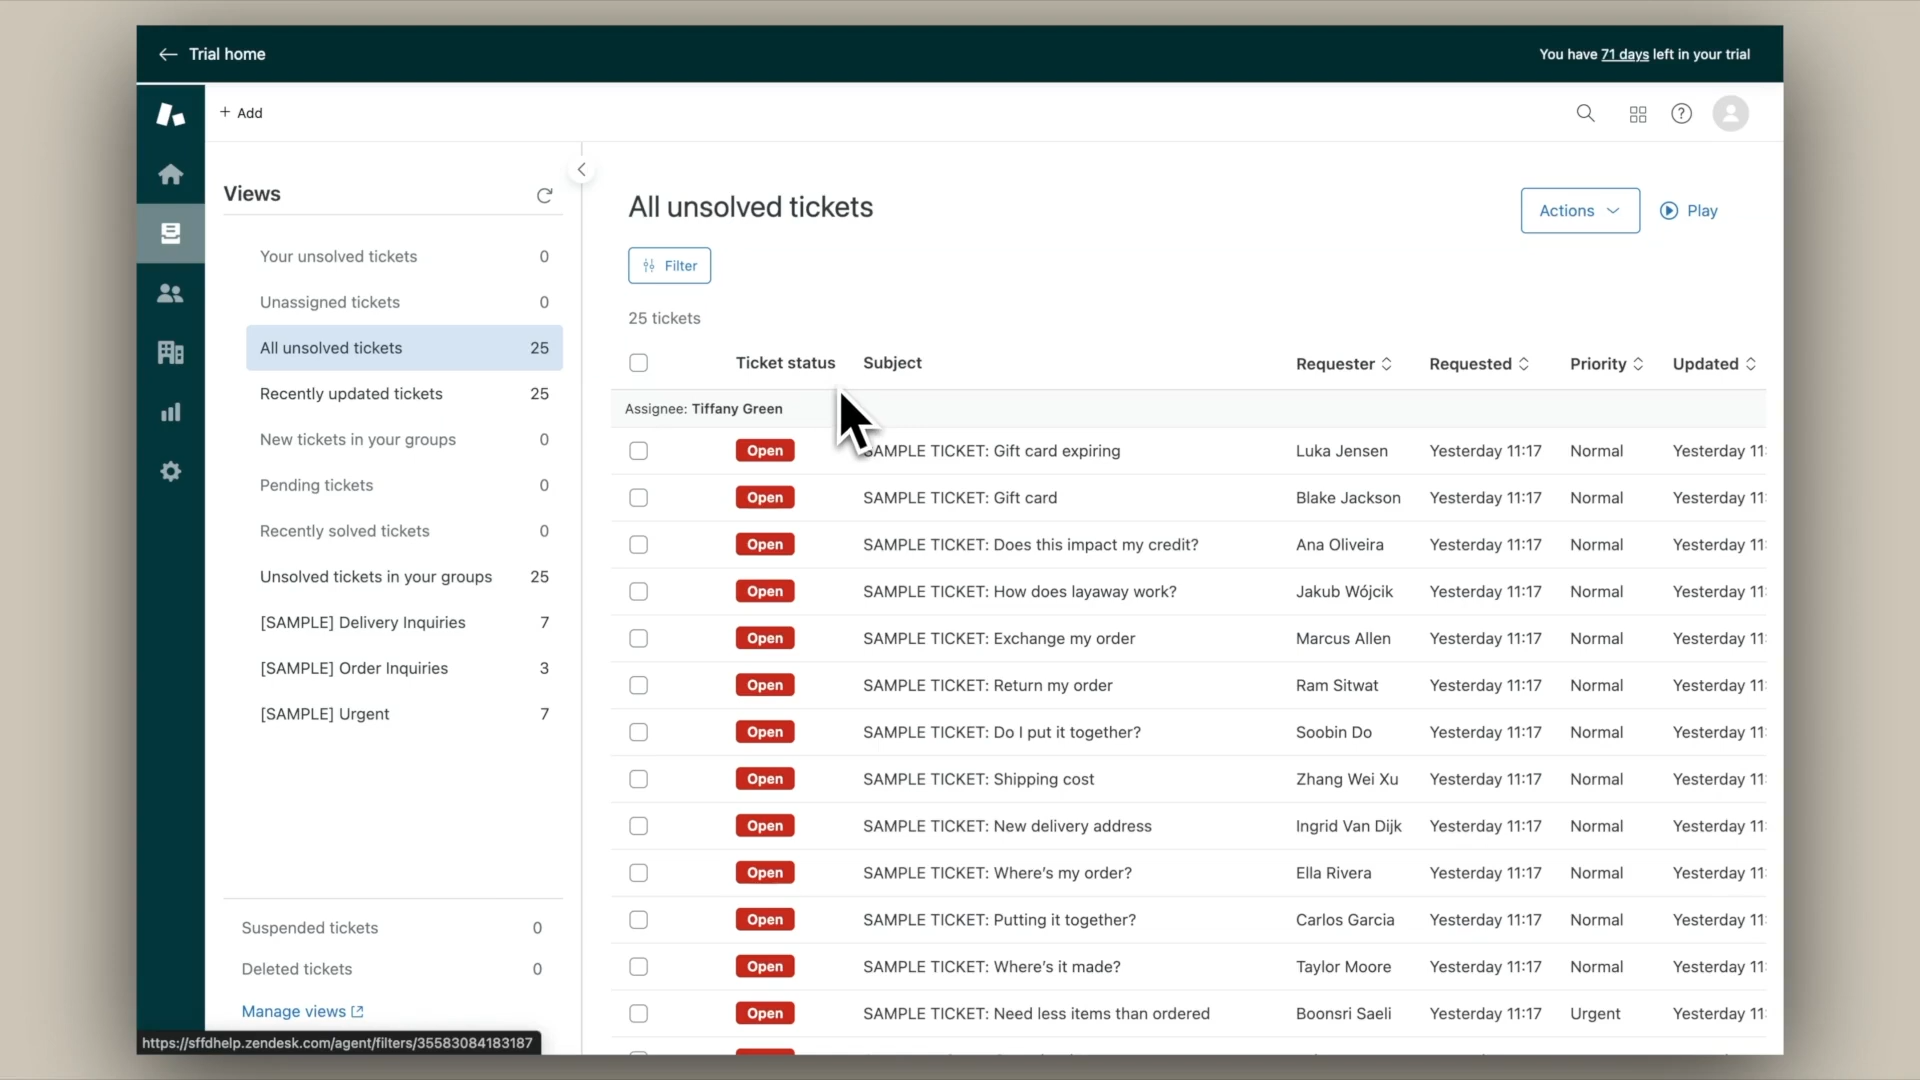 Trial home
You have 71 days left in your trial
+ Add
Views
Your unsolved tickets 0
Unassigned tickets 0
All unsolved tickets 25
Recently updated tickets 25
New tickets in your groups 0
Pending tickets 0
Recently solved tickets 0
Unsolved tickets in your groups 25
[SAMPLE] Delivery Inquiries 7
[SAMPLE] Order Inquiries 3
[SAMPLE] Urgent 7
Suspended tickets 0
Deleted tickets 0
Manage views
https://sffdhelp.zendesk.com/agent/filters/35583084183187
All unsolved tickets
Actions
Play
Filter
25 tickets
Ticket status Subject Requester Requested Priority Updated
Assignee: Tiffany Green
Open SAMPLE TICKET: Gift card expiring Luka Jensen Yesterday 11:17 Normal Yesterday 11:
Open SAMPLE TICKET: Gift card Blake Jackson Yesterday 11:17 Normal Yesterday 11:
Open SAMPLE TICKET: Does this impact my credit? Ana Oliveira Yesterday 11:17 Normal Yesterday 11:
Open SAMPLE TICKET: How does layaway work? Jakub Wójcik Yesterday 11:17 Normal Yesterday 11:
Open SAMPLE TICKET: Exchange my order Marcus Allen Yesterday 11:17 Normal Yesterday 11:
Open SAMPLE TICKET: Return my order Ram Sitwat Yesterday 11:17 Normal Yesterday 11:
Open SAMPLE TICKET: Do I put it together? Soobin Do Yesterday 11:17 Normal Yesterday 11:
Open SAMPLE TICKET: Shipping cost Zhang Wei Xu Yesterday 11:17 Normal Yesterday 11:
Open SAMPLE TICKET: New delivery address Ingrid Van Dijk Yesterday 11:17 Normal Yesterday 11:
Open SAMPLE TICKET: Where's my order? Ella Rivera Yesterday 11:17 Normal Yesterday 11:
Open SAMPLE TICKET: Putting it together? Carlos Garcia Yesterday 11:17 Normal Yesterday 11:
Open SAMPLE TICKET: Where's it made? Taylor Moore Yesterday 11:17 Normal Yesterday 11:
Open SAMPLE TICKET: Need less items than ordered Boonsri Saeli Yesterday 11:17 Urgent Yesterday 11: